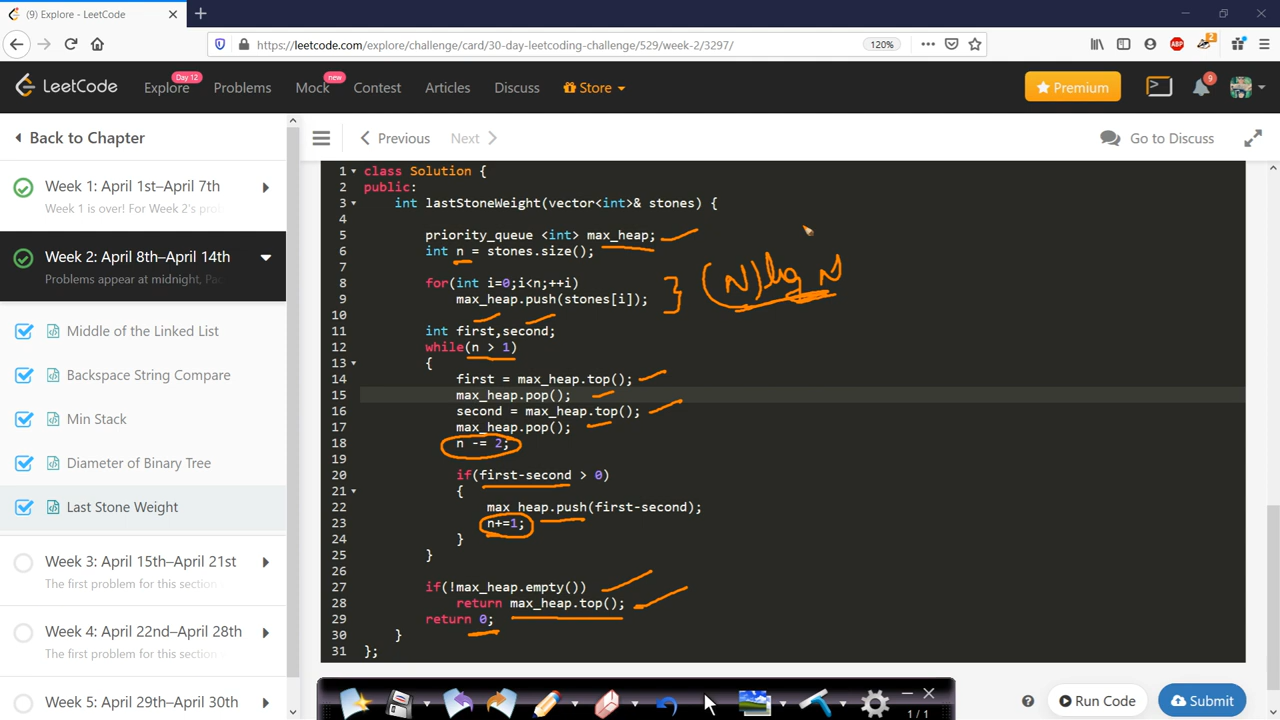 (9) Explore - LeetCode
https://leetcode.com/explore/challenge/card/30-day-leetcoding-challenge/529/week-2/3297/
120%
ABP
2
LeetCode
Explore
Day 12
Problems
Mock
new
Contest
Articles
Discuss
Store
Premium
9
Back to Chapter
Previous
Next
Go to Discuss
Week 1: April 1st–April 7th
Week 1 is over! For Week 2's
Week 2: April 8th–April 14th
Problems appear at midnight,
Middle of the Linked List
Backspace String Compare
Min Stack
Diameter of Binary Tree
Last Stone Weight
Week 3: April 15th–April 21st
The first problem for this section
Week 4: April 22nd–April 28th
The first problem for this section
Week 5: April 29th–April 30th
1 class Solution {
2 public:
3 int lastStoneWeight(vector<int>& stones) {
4
5 priority_queue <int> max_heap;
6 int n = stones.size();
7
8 for(int i=0;i<n;++i)
9 max_heap.push(stones[i]);
(N) log N
10
11 int first,second;
12 while(n > 1)
13 {
14 first = max_heap.top();
15 max_heap.pop();
16 second = max_heap.top();
17 max_heap.pop();
18 n -= 2;
19
20 if(first-second > 0)
21 {
22 max_heap.push(first-second);
23 n+=1;
24 }
25 }
26
27 if(!max_heap.empty())
28 return max_heap.top();
29 return 0;
30 }
31 };
1 / 1
Run Code
Submit